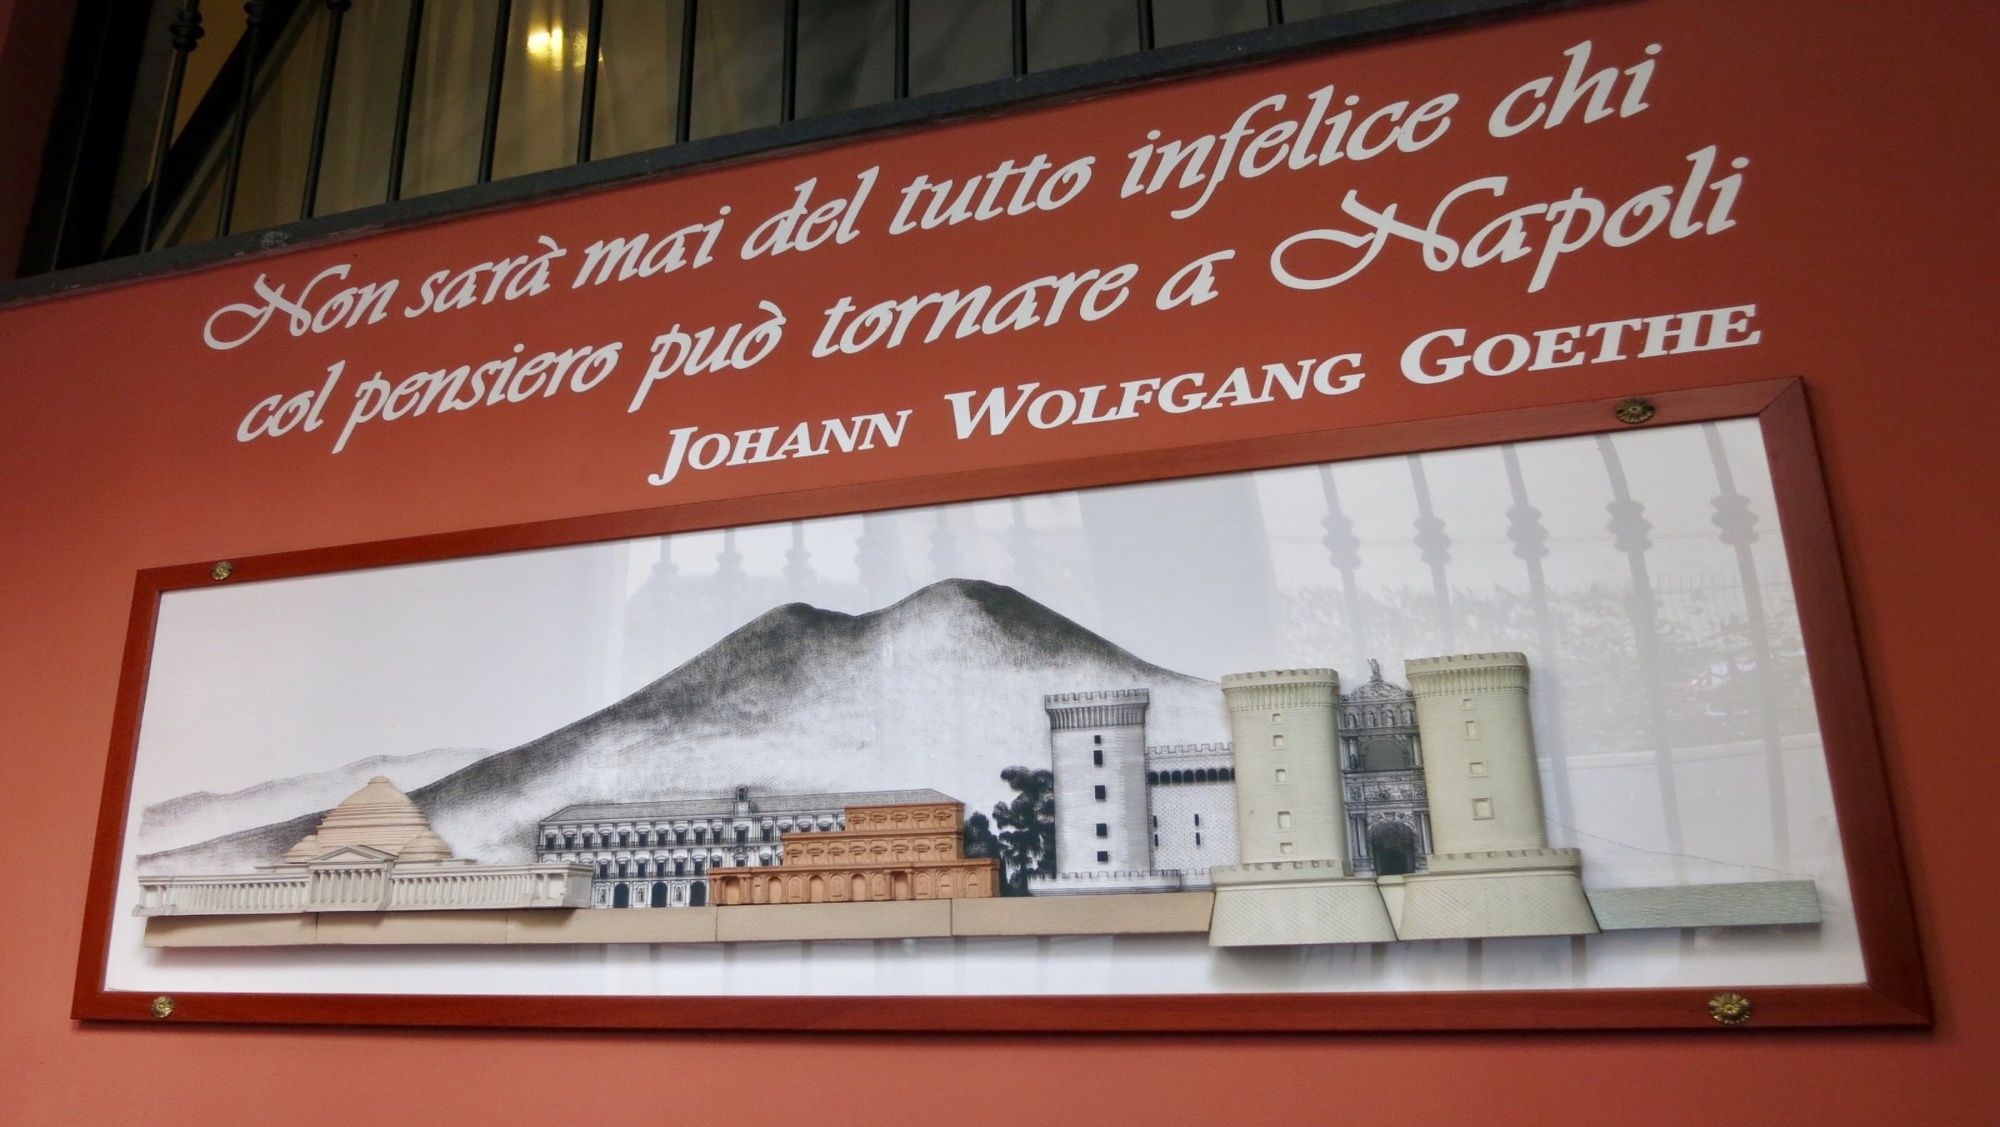 Non sarà mai del tutto infelice chi
col pensiero può tornare a Napoli
JOHANN WOLFGANG GOETHE